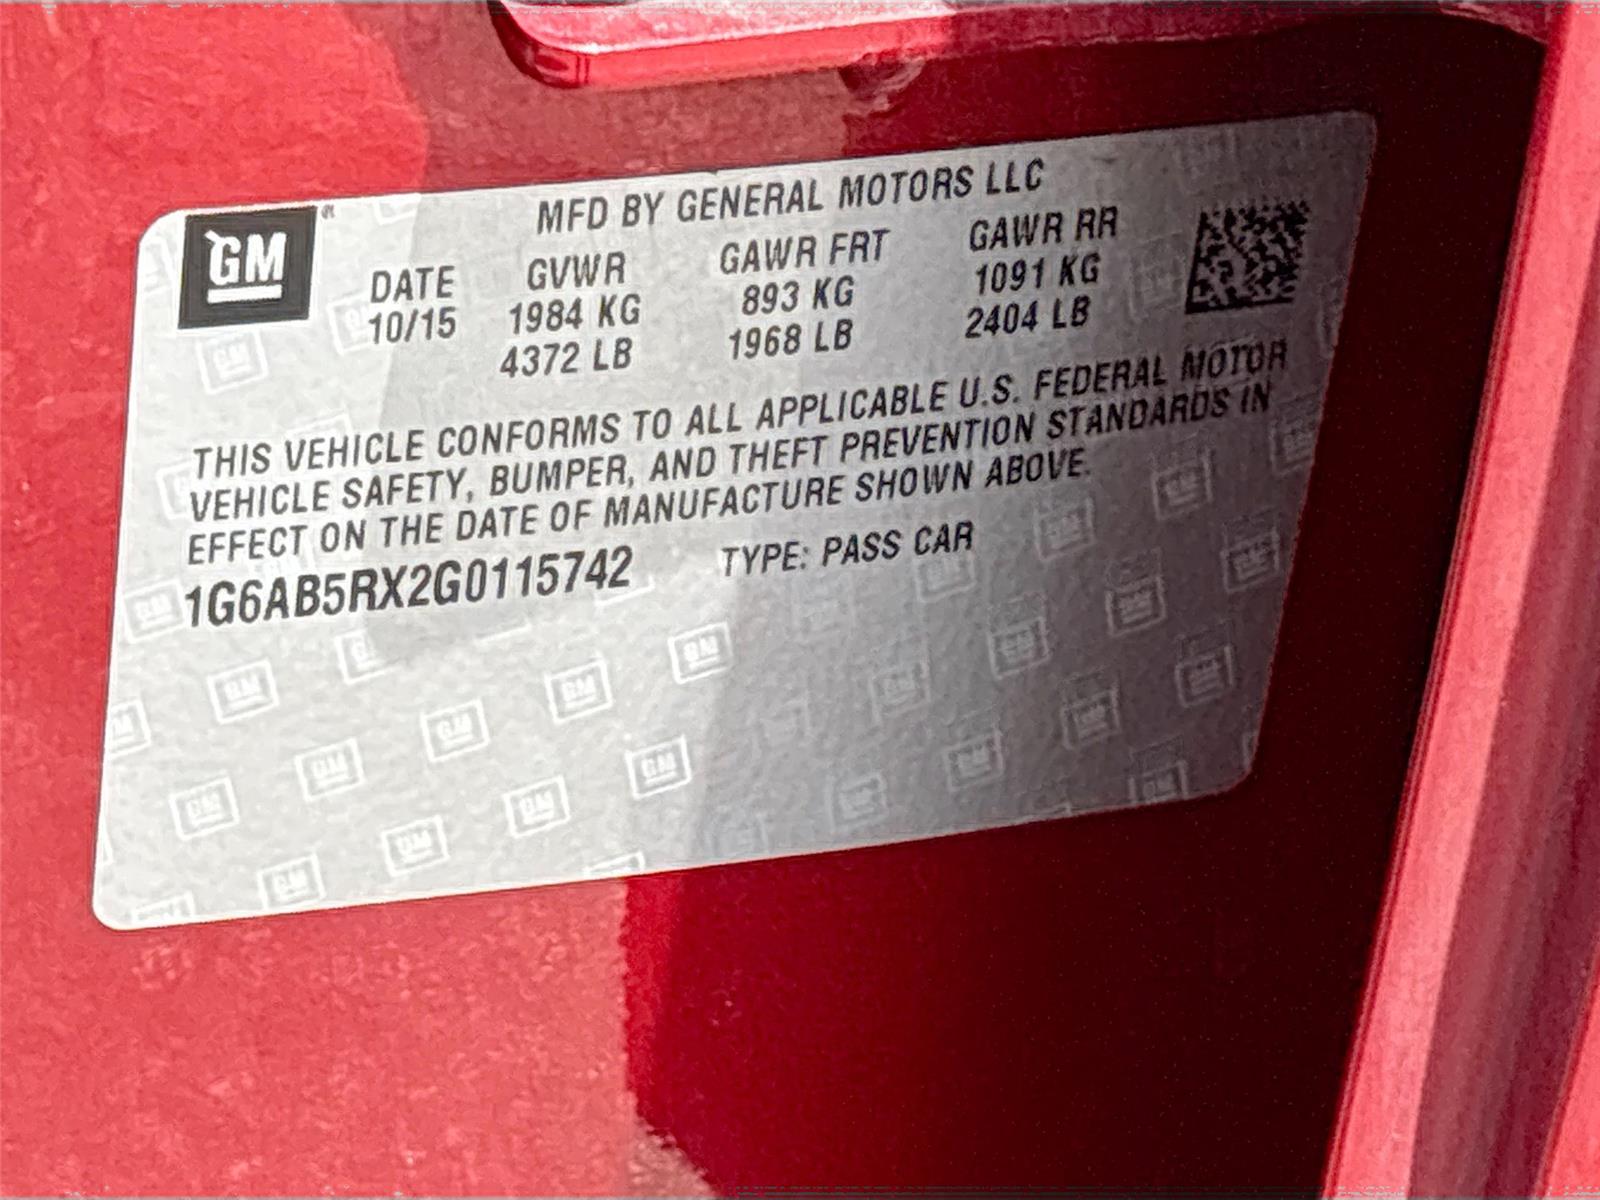 GM
MFD BY GENERAL MOTORS LLC
DATE GVWR GAWR FRT GAWR RR
10/15 1984 KG 893 KG 1091 KG
4372 LB 1968 LB 2404 LB
THIS VEHICLE CONFORMS TO ALL APPLICABLE U.S. FEDERAL MOTOR
VEHICLE SAFETY, BUMPER, AND THEFT PREVENTION STANDARDS IN
EFFECT ON THE DATE OF MANUFACTURE SHOWN ABOVE.
1G6AB5RX2G0115742 TYPE: PASS CAR